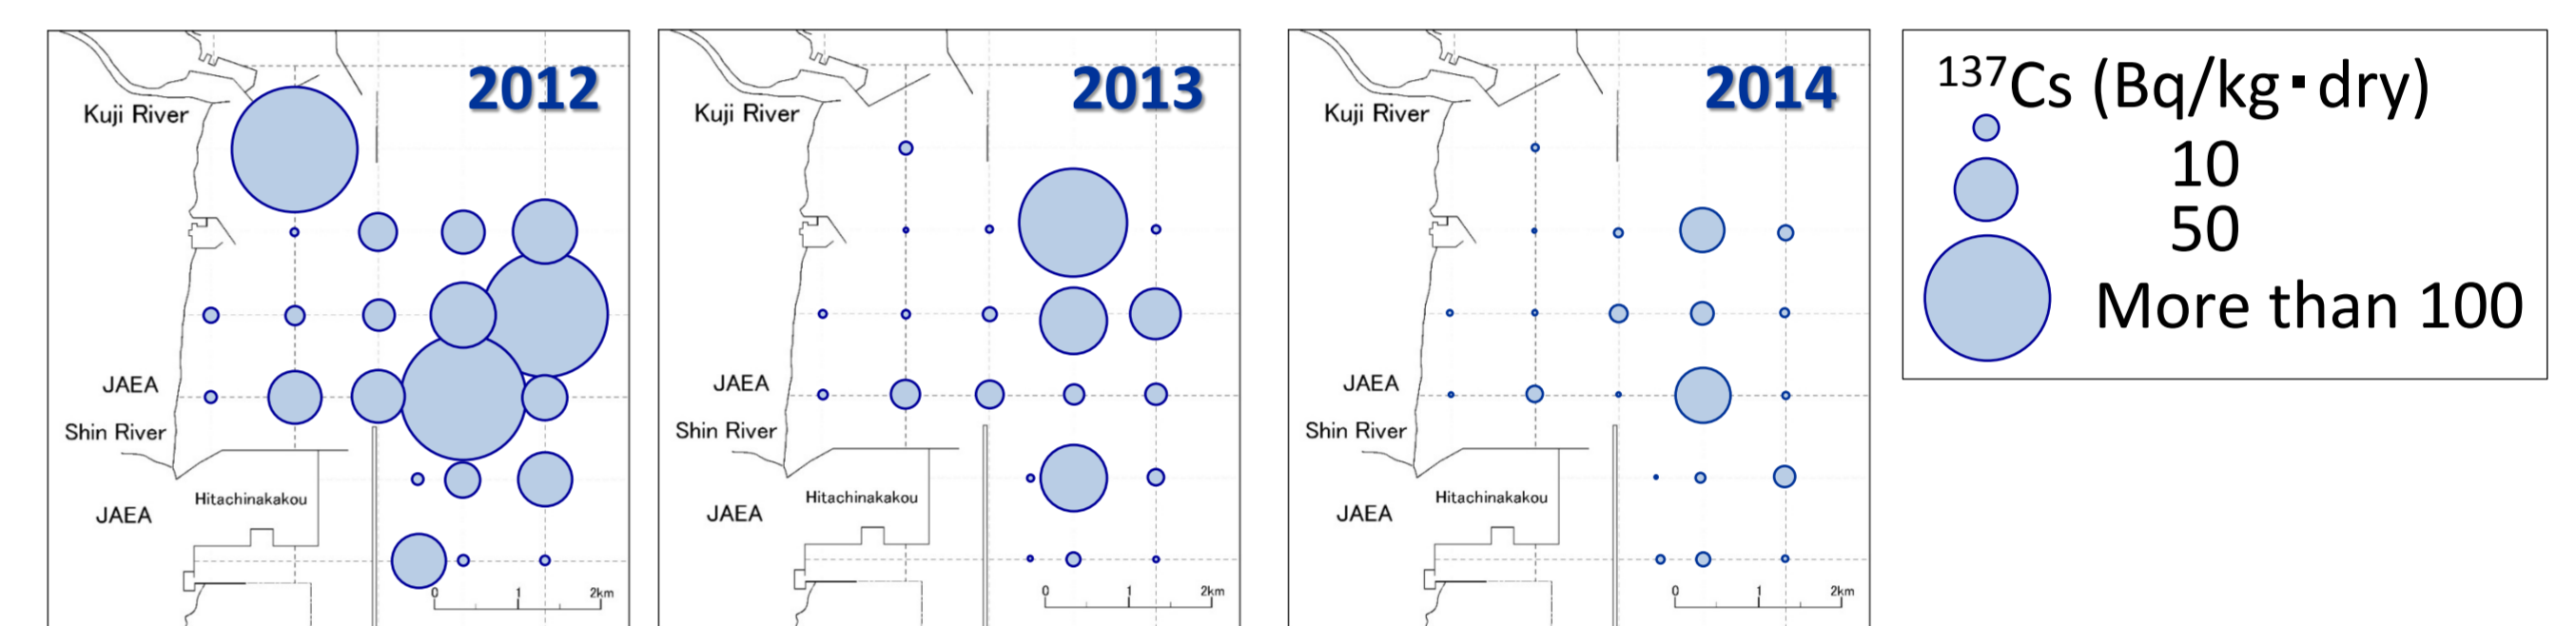 2012
Kuji River
JAEA
Shin River
Hitachinakakou
JAEA
0 1 2km
2013
Kuji River
JAEA
Shin River
Hitachinakakou
JAEA
0 1 2km
2014
Kuji River
JAEA
Shin River
Hitachinakakou
JAEA
0 1 2km
¹³⁷Cs (Bq/kg・dry)
10
50
More than 100